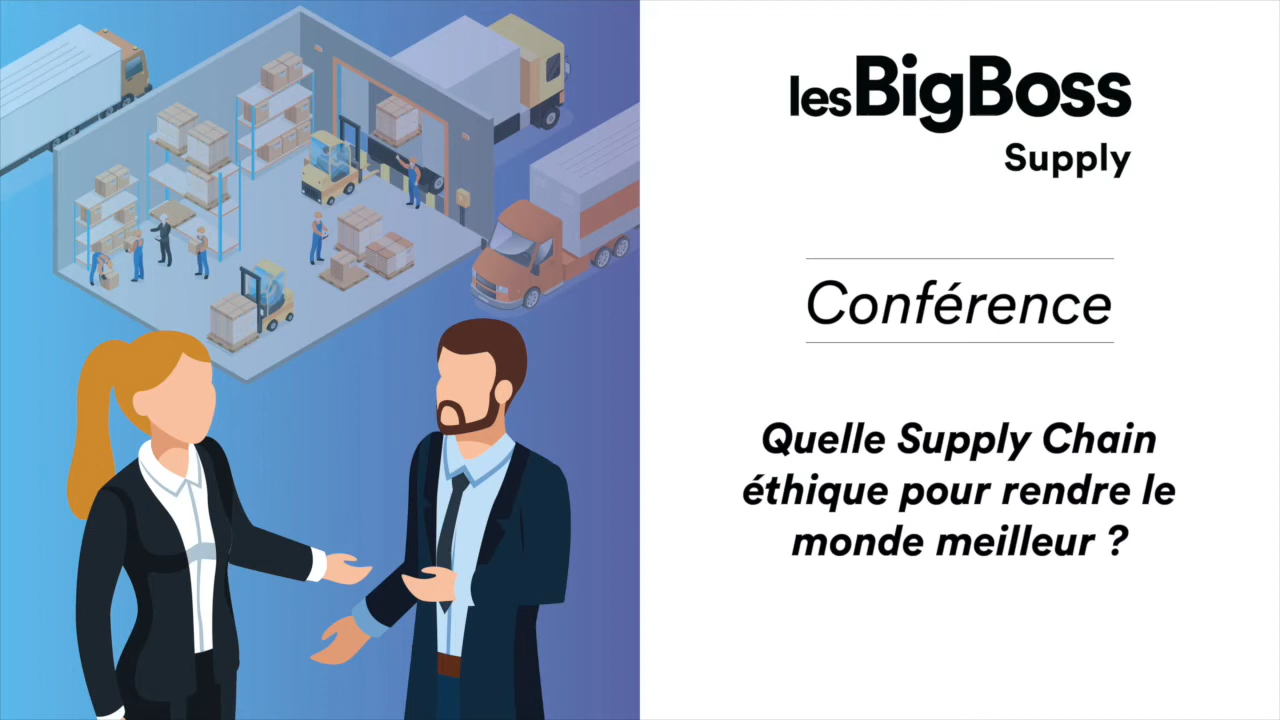 lesBigBoss
Supply
Conférence
Quelle Supply Chain
éthique pour rendre le
monde meilleur ?